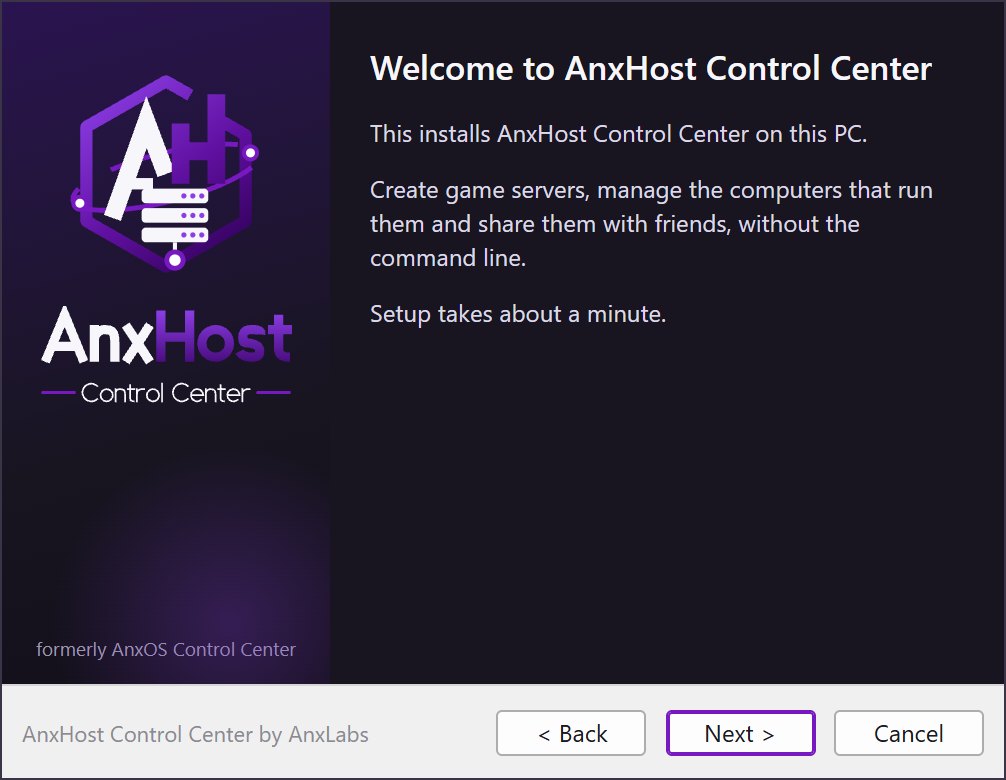 AnxHost
Control Center
formerly AnxOS Control Center
Welcome to AnxHost Control Center
This installs AnxHost Control Center on this PC.
Create game servers, manage the computers that run
them and share them with friends, without the
command line.
Setup takes about a minute.
AnxHost Control Center by AnxLabs
< Back
Next >
Cancel